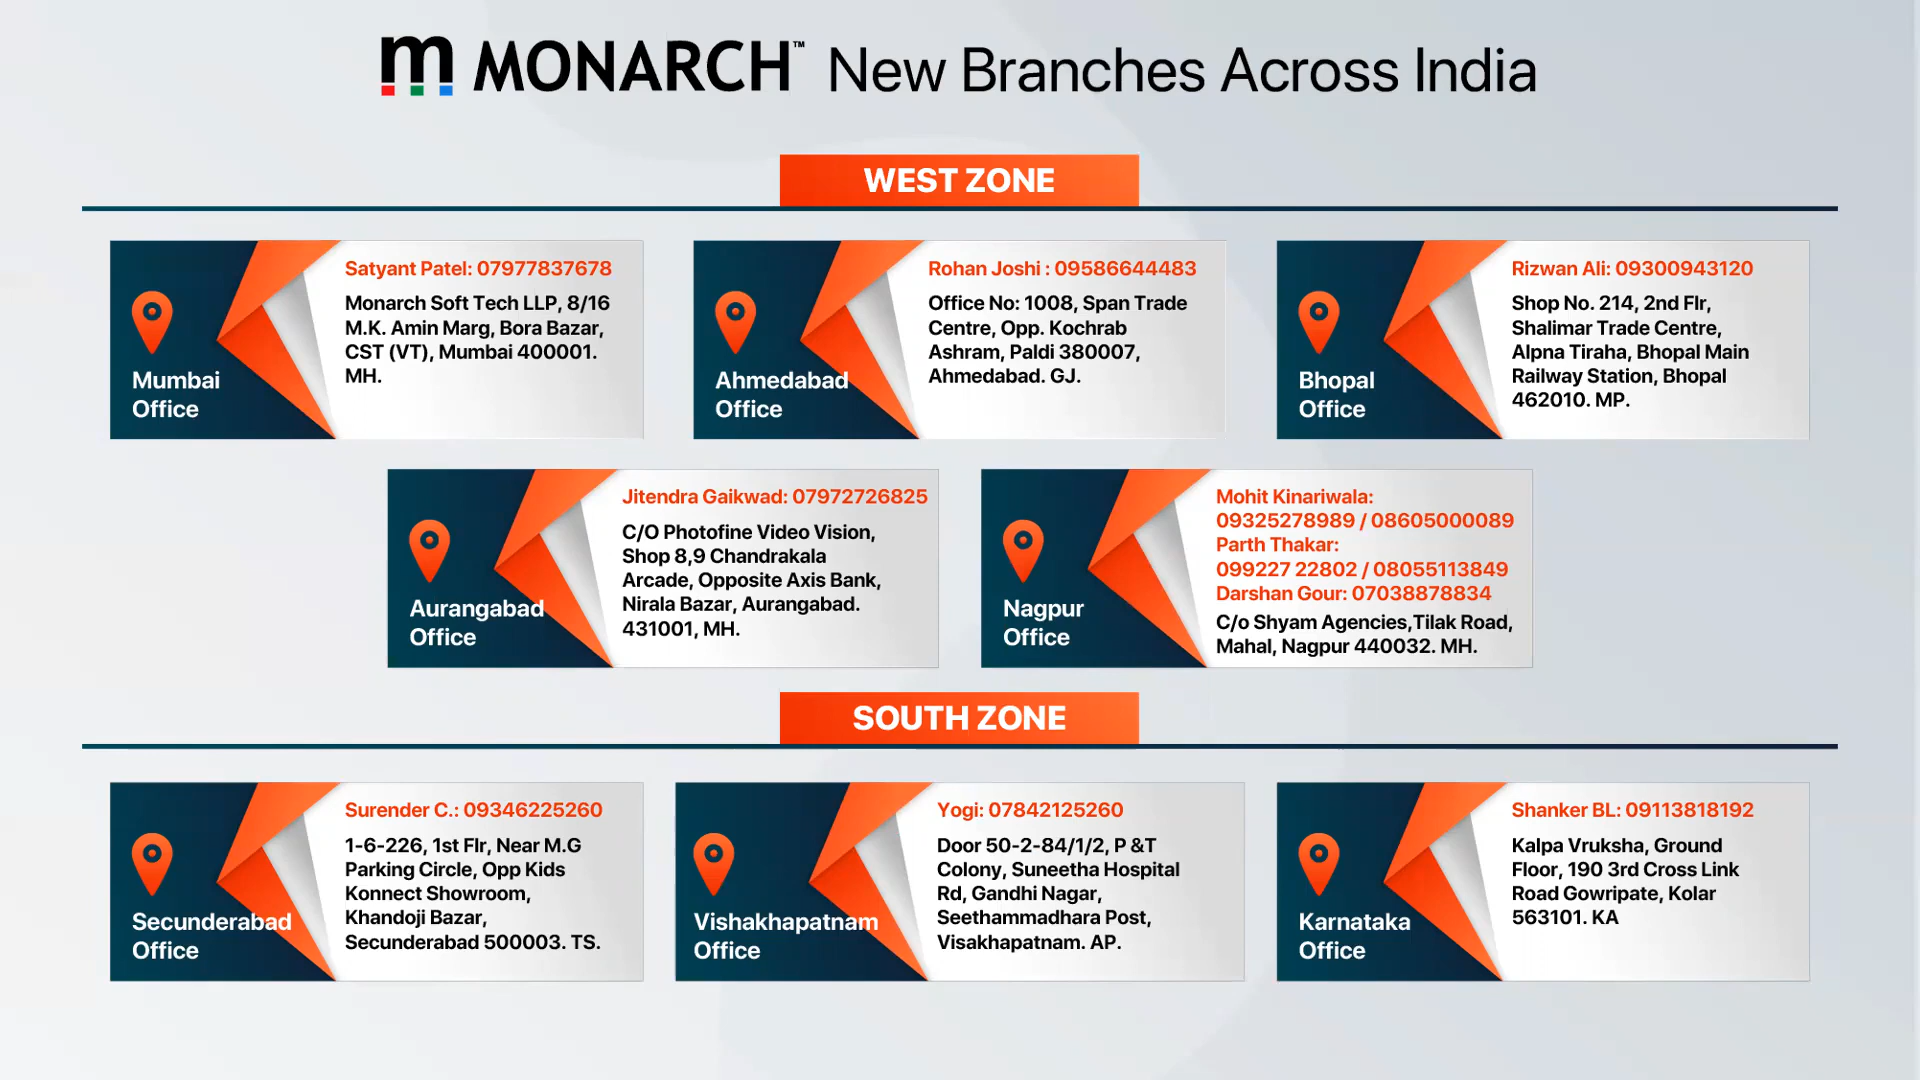 m MONARCH™ New Branches Across India
WEST ZONE
Satyant Patel: 07977837678
Monarch Soft Tech LLP, 8/16
M.K. Amin Marg, Bora Bazar,
CST (VT), Mumbai 400001.
MH.
Mumbai
Office
Rohan Joshi : 09586644483
Office No: 1008, Span Trade
Centre, Opp. Kochrab
Ashram, Paldi 380007,
Ahmedabad. GJ.
Ahmedabad
Office
Rizwan Ali: 09300943120
Shop No. 214, 2nd Flr,
Shalimar Trade Centre,
Alpna Tiraha, Bhopal Main
Railway Station, Bhopal
462010. MP.
Bhopal
Office
Jitendra Gaikwad: 07972726825
C/O Photofine Video Vision,
Shop 8,9 Chandrakala
Arcade, Opposite Axis Bank,
Nirala Bazar, Aurangabad.
431001, MH.
Aurangabad
Office
Mohit Kinariwala:
09325278989 / 08605000089
Parth Thakar:
099227 22802 / 08055113849
Darshan Gour: 07038878834
C/o Shyam Agencies,Tilak Road,
Mahal, Nagpur 440032. MH.
Nagpur
Office
SOUTH ZONE
Surender C.: 09346225260
1-6-226, 1st Flr, Near M.G
Parking Circle, Opp Kids
Konnect Showroom,
Khandoji Bazar,
Secunderabad 500003. TS.
Secunderabad
Office
Yogi: 07842125260
Door 50-2-84/1/2, P &T
Colony, Suneetha Hospital
Rd, Gandhi Nagar,
Seethammadhara Post,
Visakhapatnam. AP.
Vishakhapatnam
Office
Shanker BL: 09113818192
Kalpa Vruksha, Ground
Floor, 190 3rd Cross Link
Road Gowripate, Kolar
563101. KA
Karnataka
Office